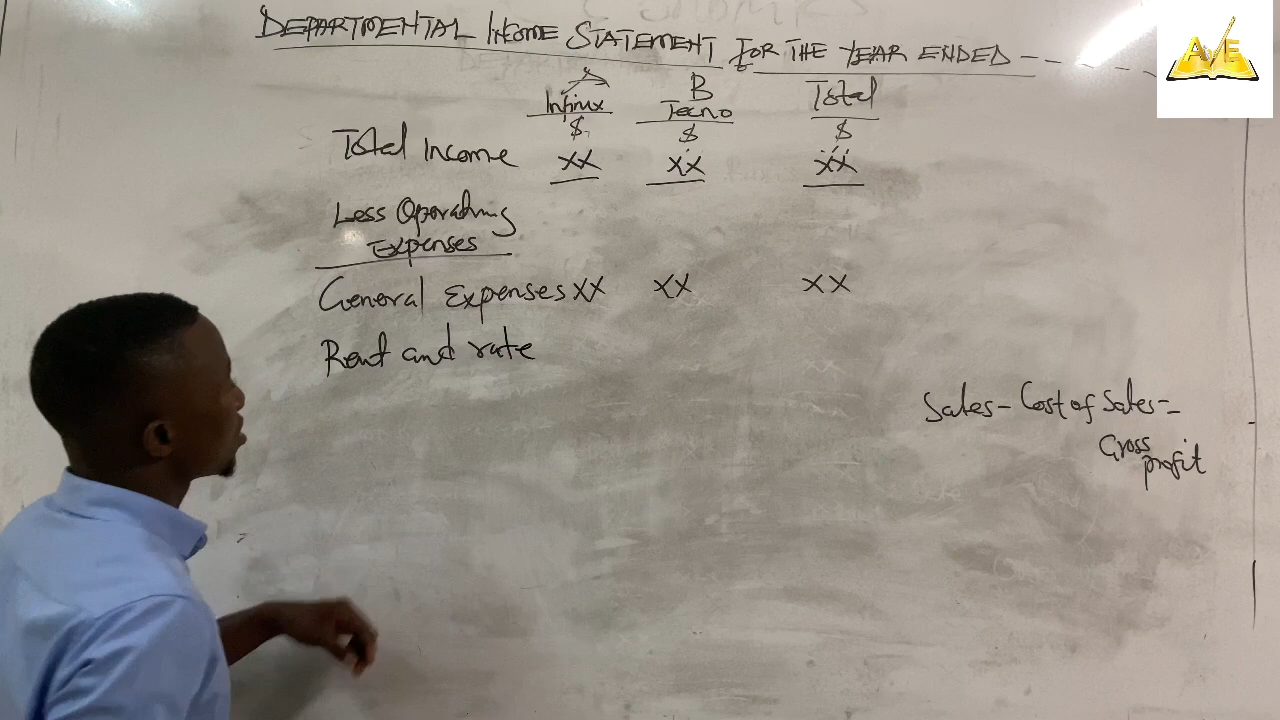 DEPARTMENTAL INCOME STATEMENT FOR THE YEAR ENDED ----
A B Total
Infinix Tecno
$ $ $
Total Income XX XX XX
Less Operating
Expenses
General Expenses XX XX XX
Rent and rate
Sales - Cost of Sales =
Gross
profit
A E